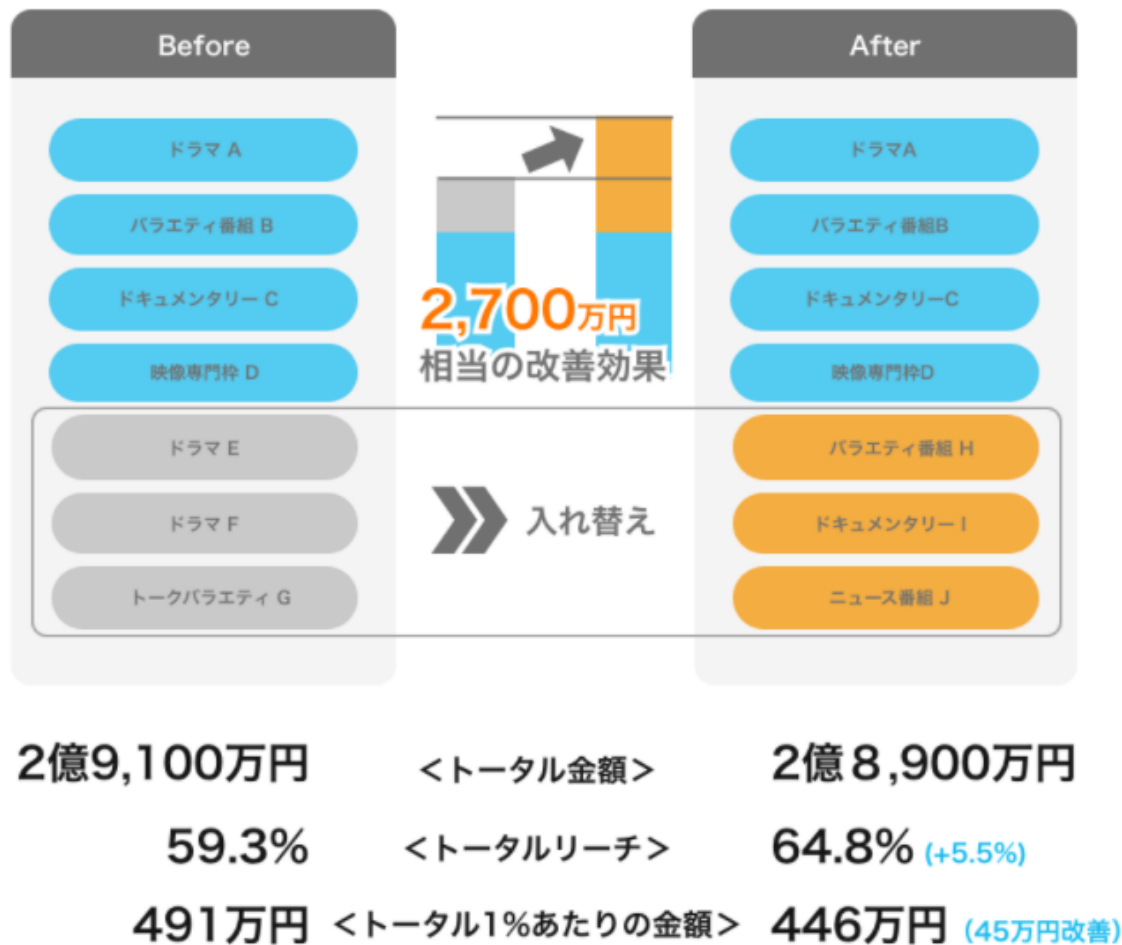 Before
After
ドラマ A
ドラマA
バラエティ番組 B
バラエティ番組B
ドキュメンタリー C
ドキュメンタリーC
2,700万円
相当の改善効果
映像専門枠 D
映像専門枠D
ドラマ E
バラエティ番組 H
ドラマ F
入れ替え
ドキュメンタリー I
トークバラエティ G
ニュース番組 J
2億9,100万円 <トータル金額> 2億8,900万円
59.3% <トータルリーチ> 64.8% (+5.5%)
491万円 <トータル1%あたりの金額> 446万円 (45万円改善)